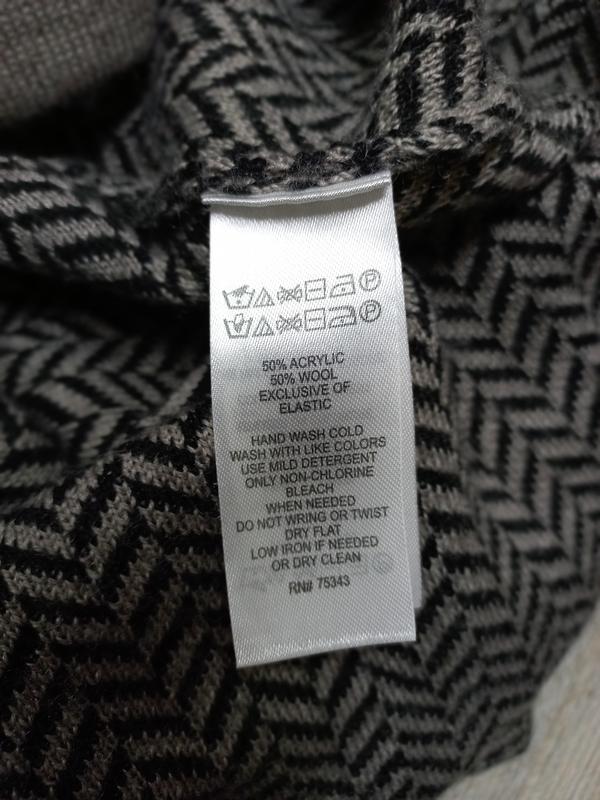 50% ACRYLIC
50% WOOL
EXCLUSIVE OF
ELASTIC
HAND WASH COLD
WASH WITH LIKE COLORS
USE MILD DETERGENT
ONLY NON-CHLORINE
BLEACH
WHEN NEEDED
DO NOT WRING OR TWIST
DRY FLAT
LOW IRON IF NEEDED
OR DRY CLEAN
RN# 75343